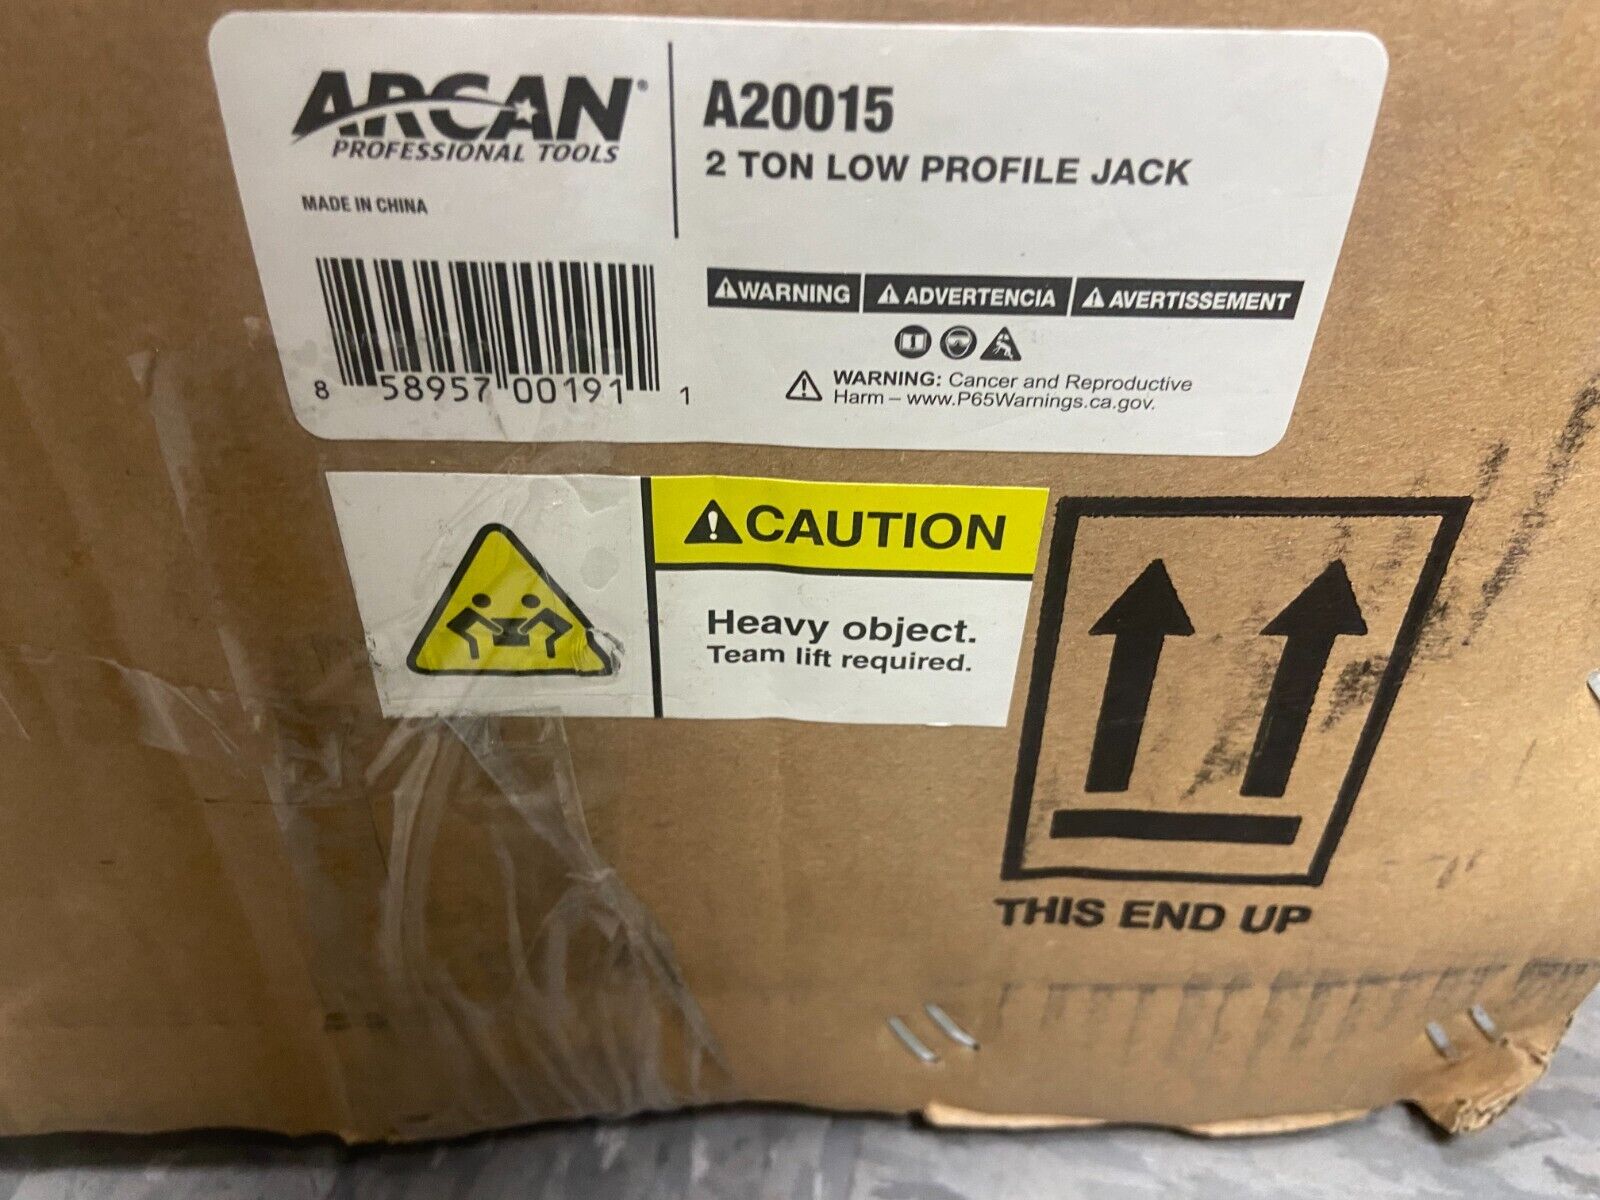 ARCAN®
PROFESSIONAL TOOLS
MADE IN CHINA
A20015
2 TON LOW PROFILE JACK
8 58957 00191 1
WARNING
ADVERTENCIA
AVERTISSEMENT
WARNING: Cancer and Reproductive
Harm – www.P65Warnings.ca.gov.
CAUTION
Heavy object.
Team lift required.
THIS END UP